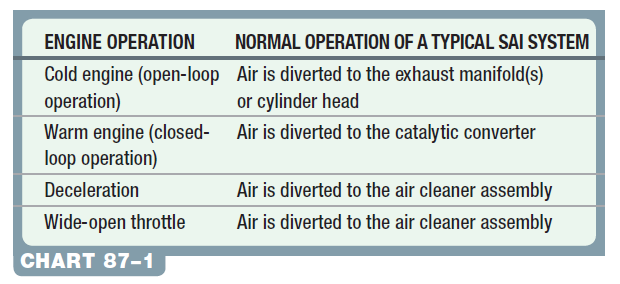 ENGINE OPERATION NORMAL OPERATION OF A TYPICAL SAI SYSTEM
Cold engine (open-loop Air is diverted to the exhaust manifold(s)
operation) or cylinder head
Warm engine (closed- Air is diverted to the catalytic converter
loop operation)
Deceleration Air is diverted to the air cleaner assembly
Wide-open throttle Air is diverted to the air cleaner assembly
CHART 87–1